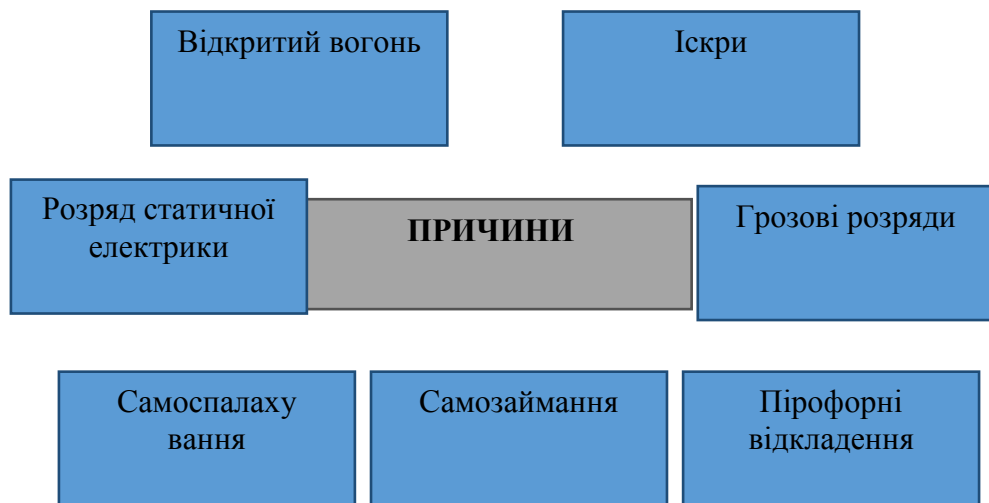 Відкритий вогонь
Іскри
Розряд статичної
електрики
ПРИЧИНИ
Грозові розряди
Самоспалаху
вання
Самозаймання
Пірофорні
відкладення